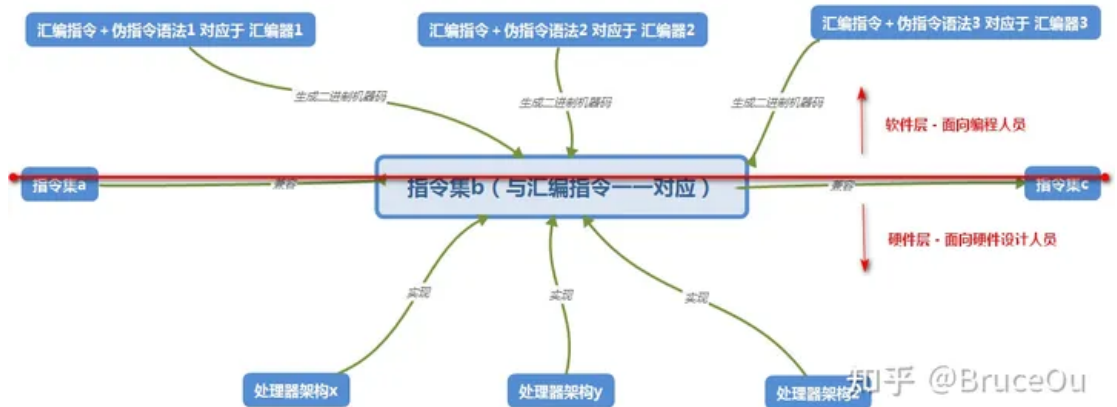 汇编指令+伪指令语法1 对应于 汇编器1
汇编指令+伪指令语法2 对应于 汇编器2
汇编指令+伪指令语法3 对应于 汇编器3
生成二进制机器码
生成二进制机器码
生成二进制机器码
软件层 - 面向编程人员
指令集a
兼容
指令集b（与汇编指令一一对应）
兼容
指令集c
硬件层 - 面向硬件设计人员
实现
实现
实现
处理器架构x
处理器架构y
处理器架构z
知乎 @BruceOu